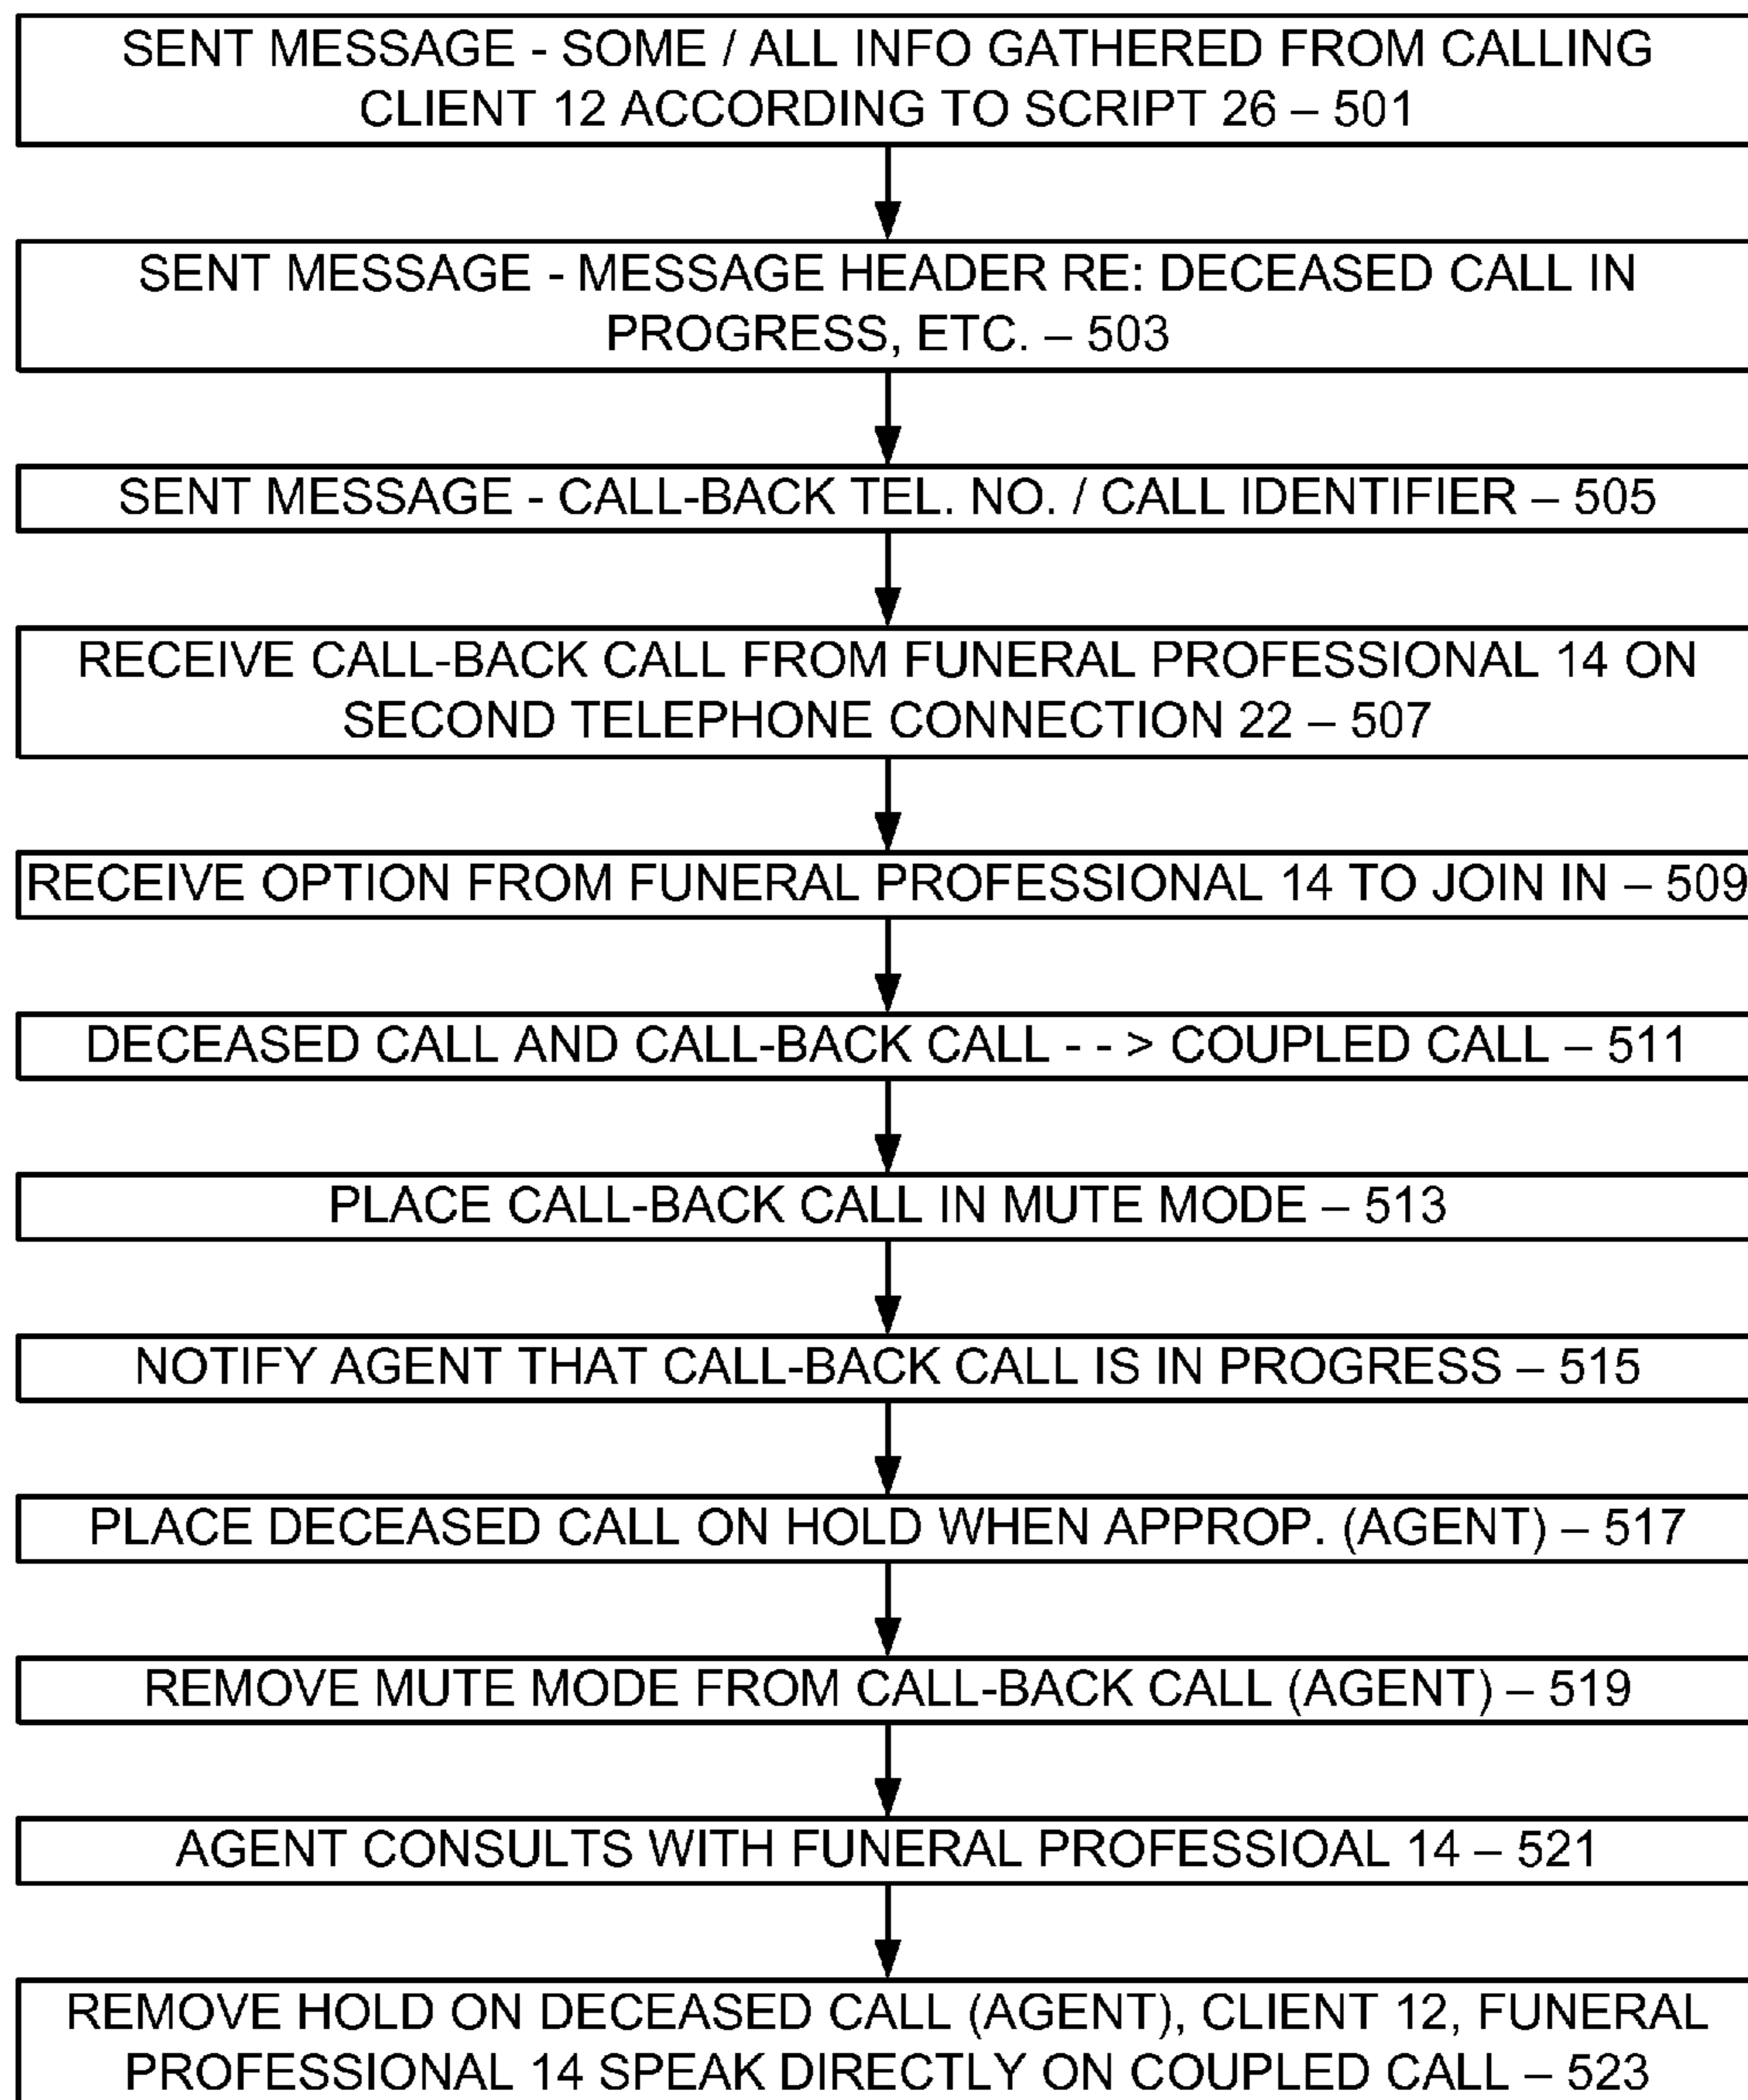 SENT MESSAGE - SOME / ALL INFO GATHERED FROM CALLING
CLIENT 12 ACCORDING TO SCRIPT 26 – 501
SENT MESSAGE - MESSAGE HEADER RE: DECEASED CALL IN
PROGRESS, ETC. – 503
SENT MESSAGE - CALL-BACK TEL. NO. / CALL IDENTIFIER – 505
RECEIVE CALL-BACK CALL FROM FUNERAL PROFESSIONAL 14 ON
SECOND TELEPHONE CONNECTION 22 – 507
RECEIVE OPTION FROM FUNERAL PROFESSIONAL 14 TO JOIN IN – 509
DECEASED CALL AND CALL-BACK CALL - - > COUPLED CALL – 511
PLACE CALL-BACK CALL IN MUTE MODE – 513
NOTIFY AGENT THAT CALL-BACK CALL IS IN PROGRESS – 515
PLACE DECEASED CALL ON HOLD WHEN APPROP. (AGENT) – 517
REMOVE MUTE MODE FROM CALL-BACK CALL (AGENT) – 519
AGENT CONSULTS WITH FUNERAL PROFESSIOAL 14 – 521
REMOVE HOLD ON DECEASED CALL (AGENT), CLIENT 12, FUNERAL
PROFESSIONAL 14 SPEAK DIRECTLY ON COUPLED CALL – 523